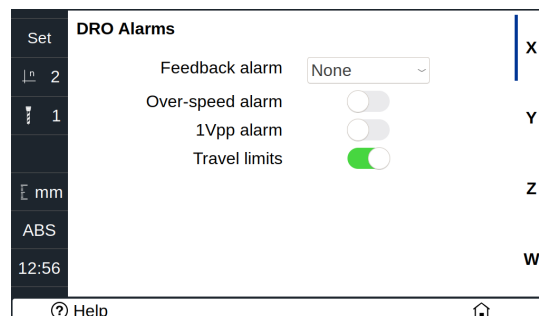 Set
DRO Alarms
X
Feedback alarm None
n 2
Over-speed alarm
1
1Vpp alarm
Y
Travel limits
mm
Z
ABS
12:56
W
? Help